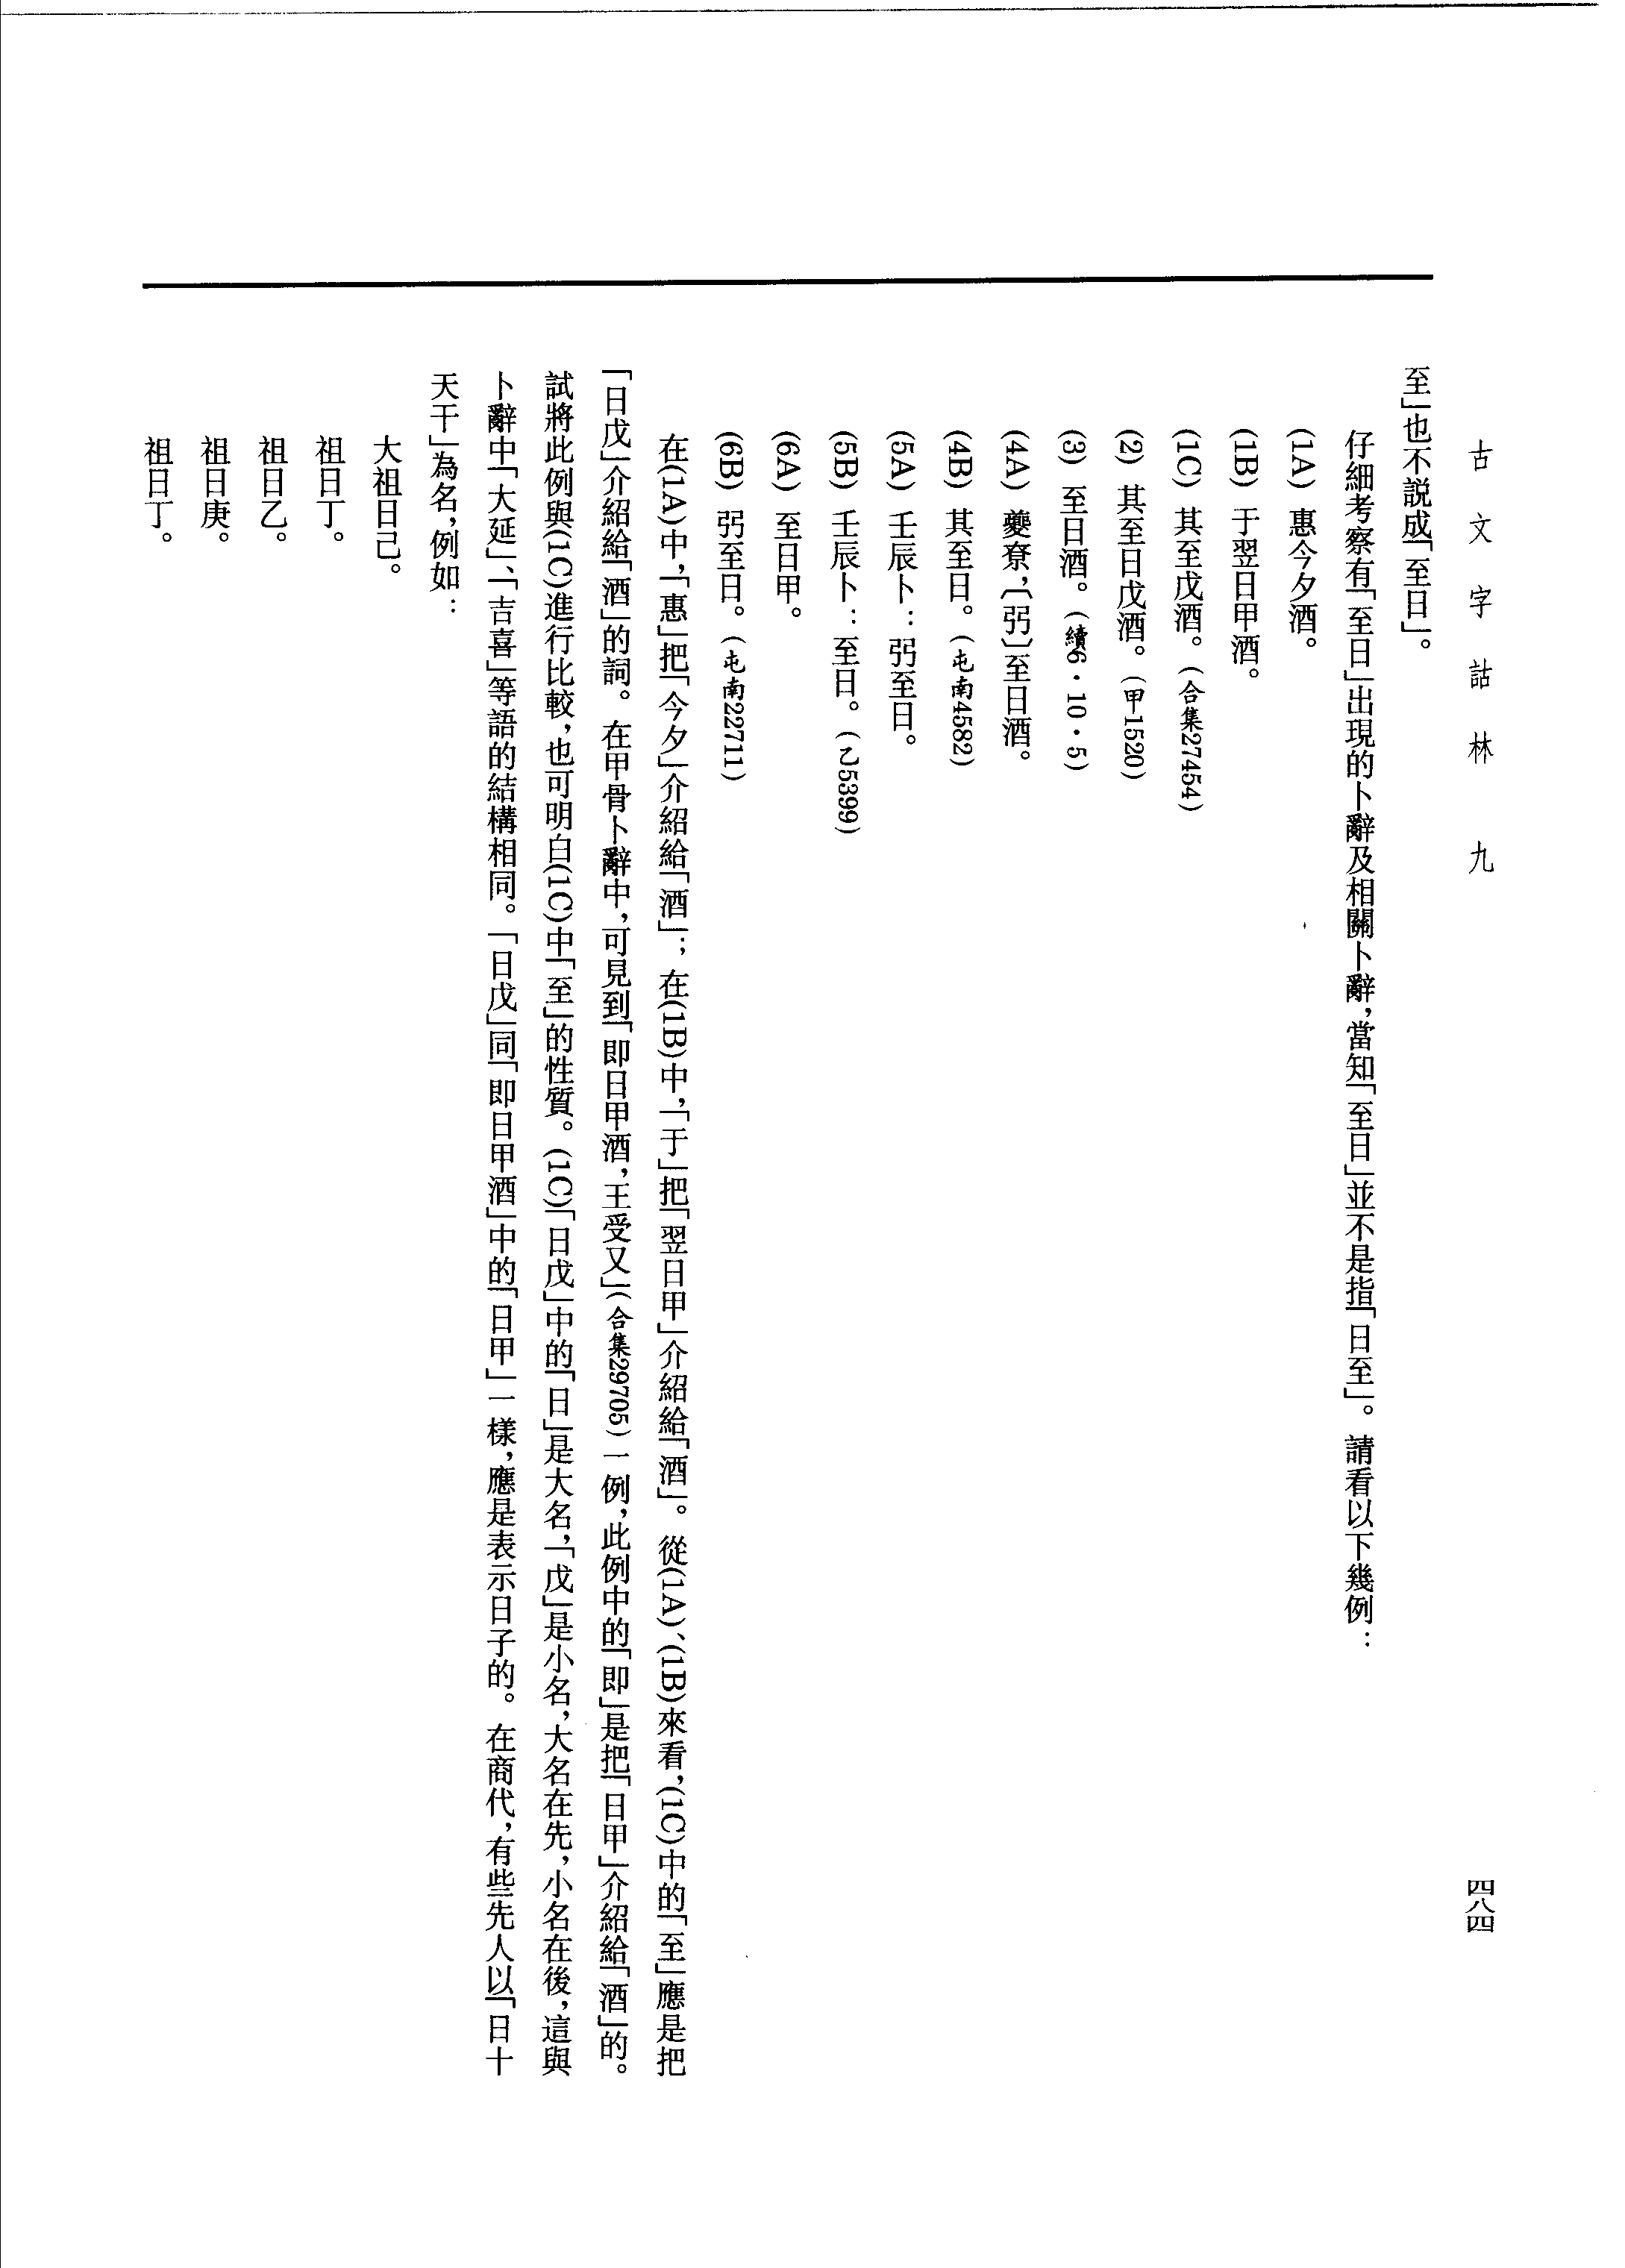 古文字詁林　九
四八四
至」也不説成「至日」。
仔細考察有「至日」出現的卜辭及相關卜辭，當知「至日」並不是指「日至」。請看以下幾例：
(1A) 惠今夕酒。
(1B) 于翌日甲酒。
(1C) 其至戊酒。（合集27454）
(2) 其至日戊酒。（甲1520）
(3) 至日酒。（續6·10·5）
(4A) 夒尞，〔弜〕至日酒。
(4B) 其至日。（屯南4582）
(5A) 壬辰卜：弜至日。
(5B) 壬辰卜：至日。（乙5399）
(6A) 至日甲。
(6B) 弜至日。（屯南22711）
在(1A)中，「惠」把「今夕」介紹給「酒」；在(1B)中，「于」把「翌日甲」介紹給「酒」。從(1A)、(1B)來看，(1C)中的「至」應是把
「日戊」介紹給「酒」的詞。在甲骨卜辭中，可見到「即日甲酒，王受又」（合集29705）一例，此例中的「即」是把「日甲」介紹給「酒」的。
試將此例與(1C)進行比較，也可明白(1C)中「至」的性質。(1C)「日戊」中的「日」是大名，「戊」是小名，大名在先，小名在後，這與
卜辭中「大延」、「吉喜」等語的結構相同。「日戊」同「即日甲酒」中的「日甲」一樣，應是表示日子的。在商代，有些先人以「日十
天干」為名，例如：
大祖日己。
祖日丁。
祖日乙。
祖日庚。
祖日丁。